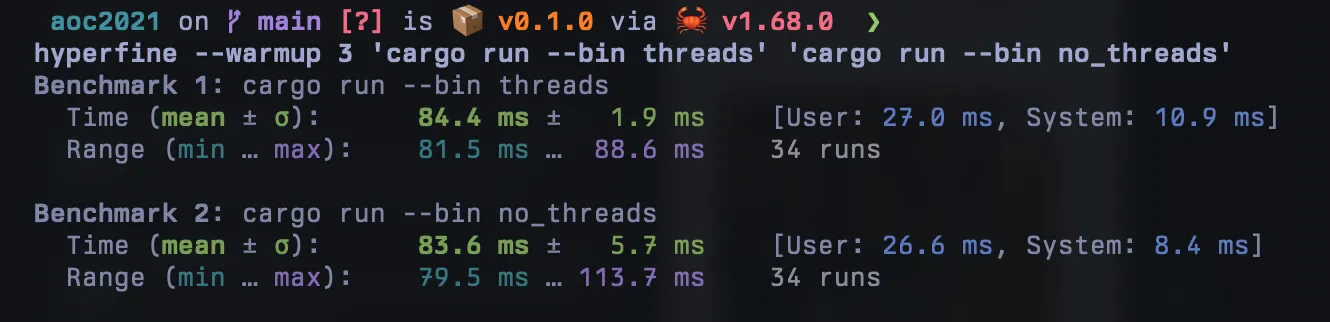 aoc2021 on main [?] is 📦 v0.1.0 via 🦀 v1.68.0 ❯
hyperfine --warmup 3 'cargo run --bin threads' 'cargo run --bin no_threads'
Benchmark 1: cargo run --bin threads
Time (mean ± σ): 84.4 ms ± 1.9 ms [User: 27.0 ms, System: 10.9 ms]
Range (min … max): 81.5 ms … 88.6 ms 34 runs
Benchmark 2: cargo run --bin no_threads
Time (mean ± σ): 83.6 ms ± 5.7 ms [User: 26.6 ms, System: 8.4 ms]
Range (min … max): 79.5 ms … 113.7 ms 34 runs